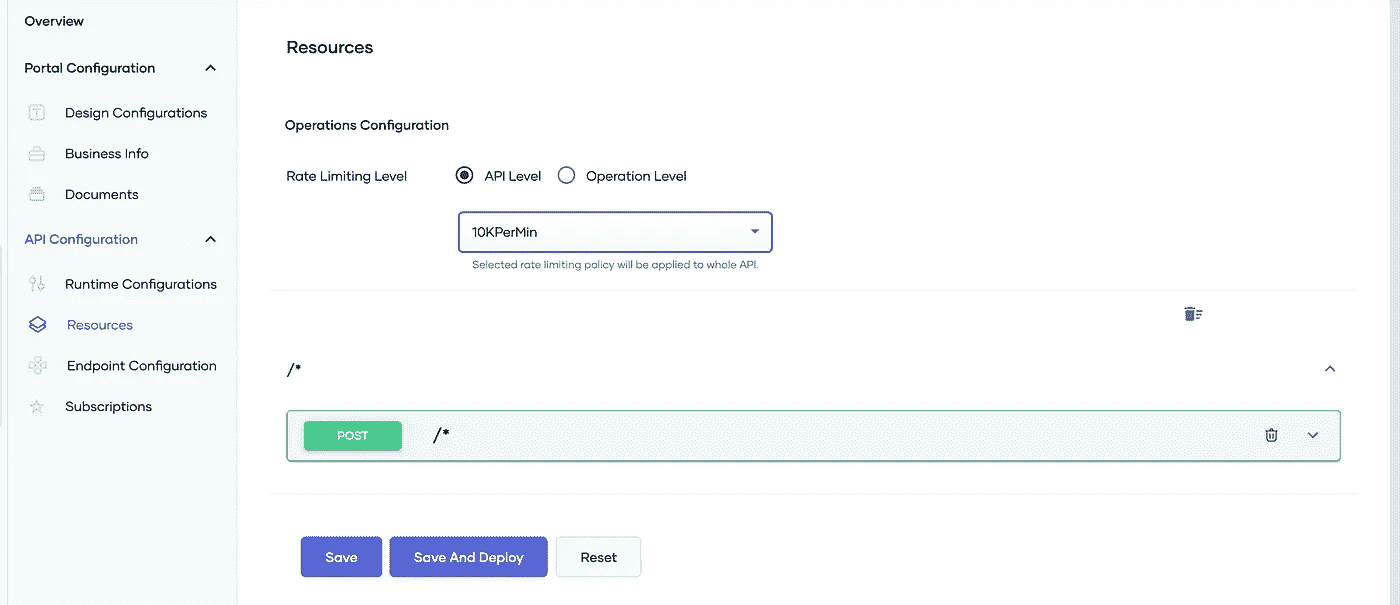 Overview
Portal Configuration
Design Configurations
Business Info
Documents
API Configuration
Runtime Configurations
Resources
Endpoint Configuration
Subscriptions
Resources
Operations Configuration
Rate Limiting Level API Level Operation Level
10KPerMin
Selected rate limiting policy will be applied to whole API.
/*
POST /*
Save Save And Deploy Reset